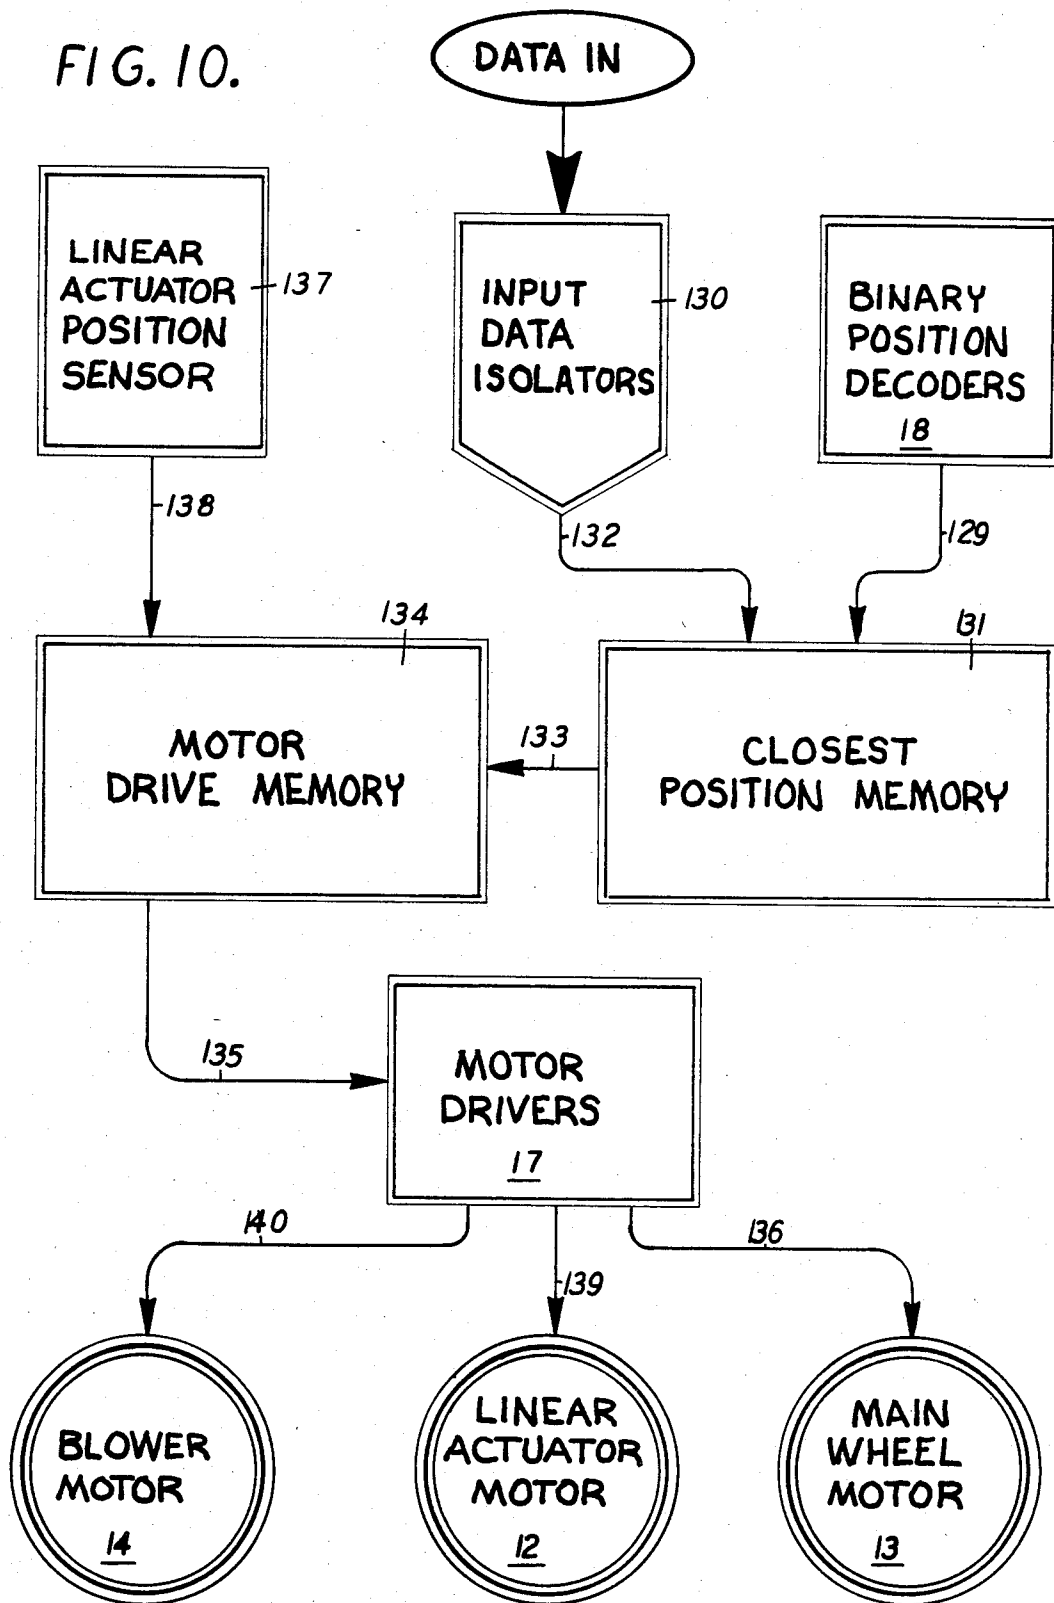 FIG. 10.
DATA IN
LINEAR
ACTUATOR
POSITION
SENSOR
137
INPUT
DATA
ISOLATORS
130
BINARY
POSITION
DECODERS
18
138
132
129
134
131
MOTOR
DRIVE MEMORY
133
CLOSEST
POSITION MEMORY
135
MOTOR
DRIVERS
17
140
139
136
BLOWER
MOTOR
14
LINEAR
ACTUATOR
MOTOR
12
MAIN
WHEEL
MOTOR
13